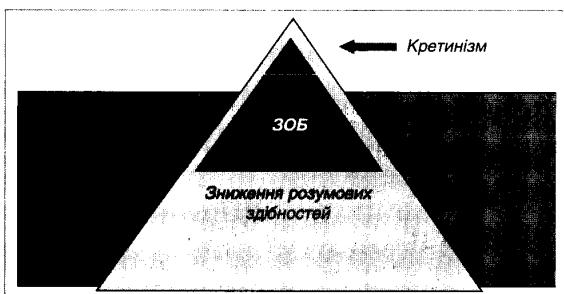 Кретинізм
ЗОБ
Зниження розумових
здібностей